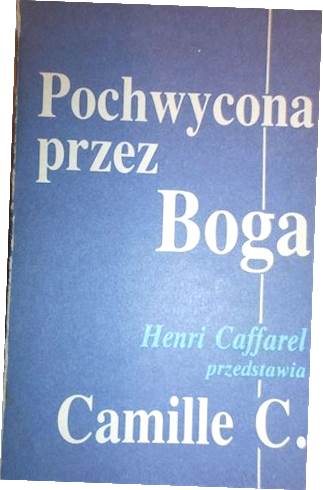 Pochwycona
przez
Boga
Henri Caffarel
przedstawia
Camille C.